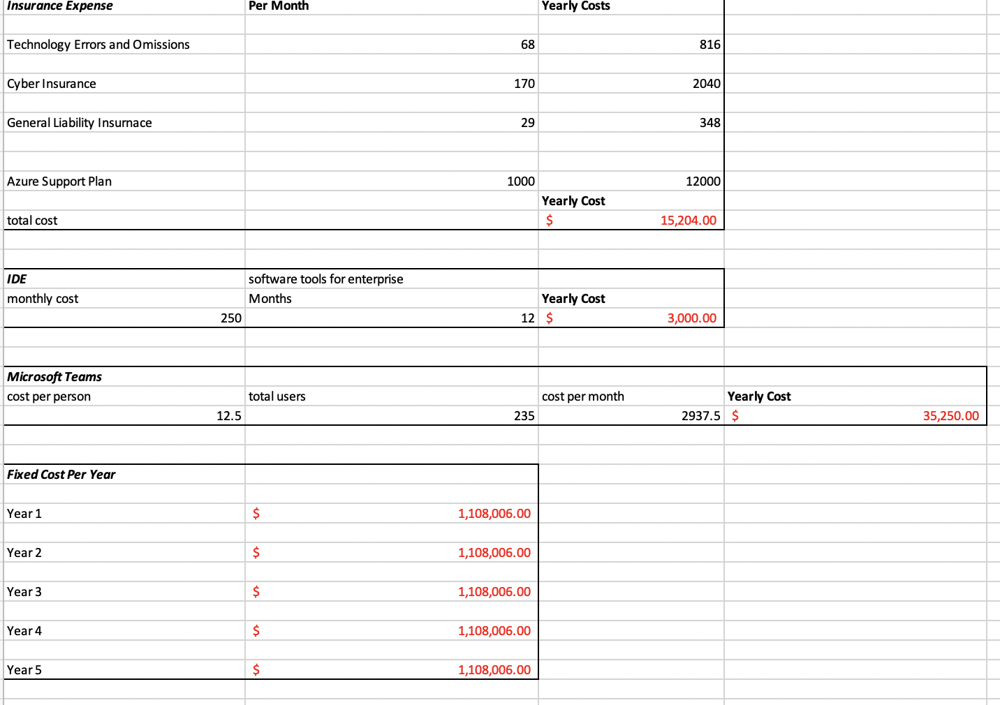 Insurance Expense Per Month Yearly Costs
Technology Errors and Omissions 68 816
Cyber Insurance 170 2040
General Liability Insurnace 29 348
Azure Support Plan 1000 12000
Yearly Cost
total cost $ 15,204.00
IDE software tools for enterprise
monthly cost Months Yearly Cost
250 12 $ 3,000.00
Microsoft Teams
cost per person total users cost per month Yearly Cost
12.5 235 2937.5 $ 35,250.00
Fixed Cost Per Year
Year 1 $ 1,108,006.00
Year 2 $ 1,108,006.00
Year 3 $ 1,108,006.00
Year 4 $ 1,108,006.00
Year 5 $ 1,108,006.00